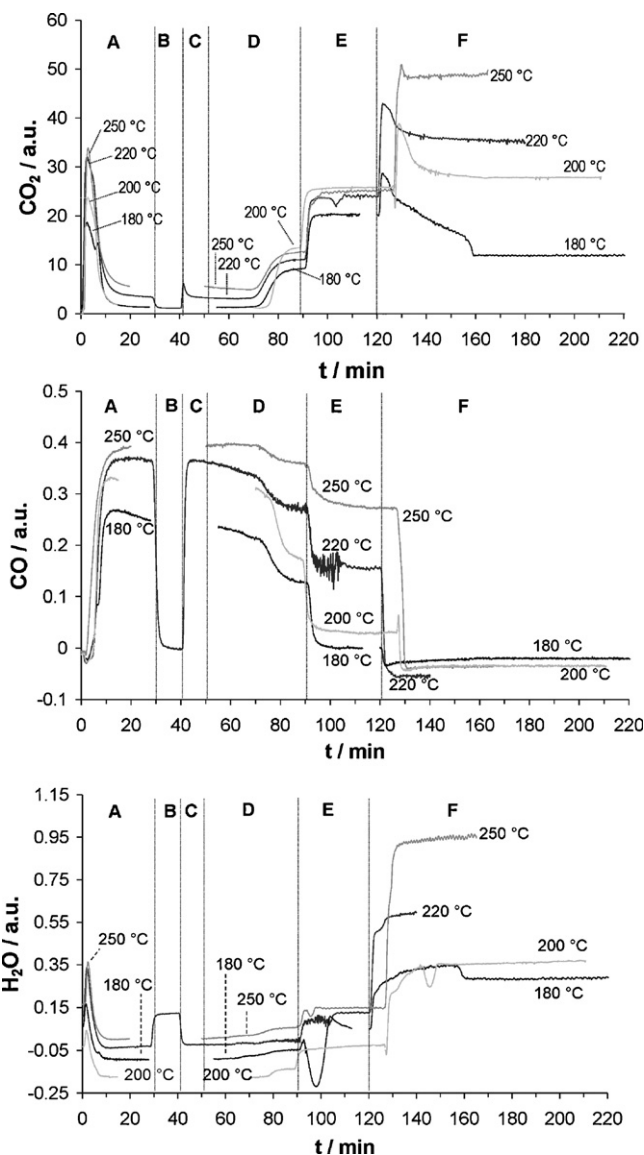 A B C D E F
60
50
40
30
20
10
0
CO₂ / a.u.
250 °C
220 °C
200 °C
180 °C
200 °C
250 °C
220 °C
180 °C
250 °C
220 °C
200 °C
180 °C
0 20 40 60 80 100 120 140 160 180 200 220
t / min
A B C D E F
0.5
0.4
0.3
0.2
0.1
0
-0.1
CO / a.u.
250 °C
180 °C
250 °C
220 °C
200 °C
180 °C
250 °C
180 °C
200 °C
220 °C
0 20 40 60 80 100 120 140 160 180 200 220
t / min
A B C D E F
1.15
0.95
0.75
0.55
0.35
0.15
-0.05
-0.25
H₂O / a.u.
250 °C
180 °C
200 °C
180 °C
250 °C
200 °C
250 °C
220 °C
200 °C
180 °C
0 20 40 60 80 100 120 140 160 180 200 220
t / min